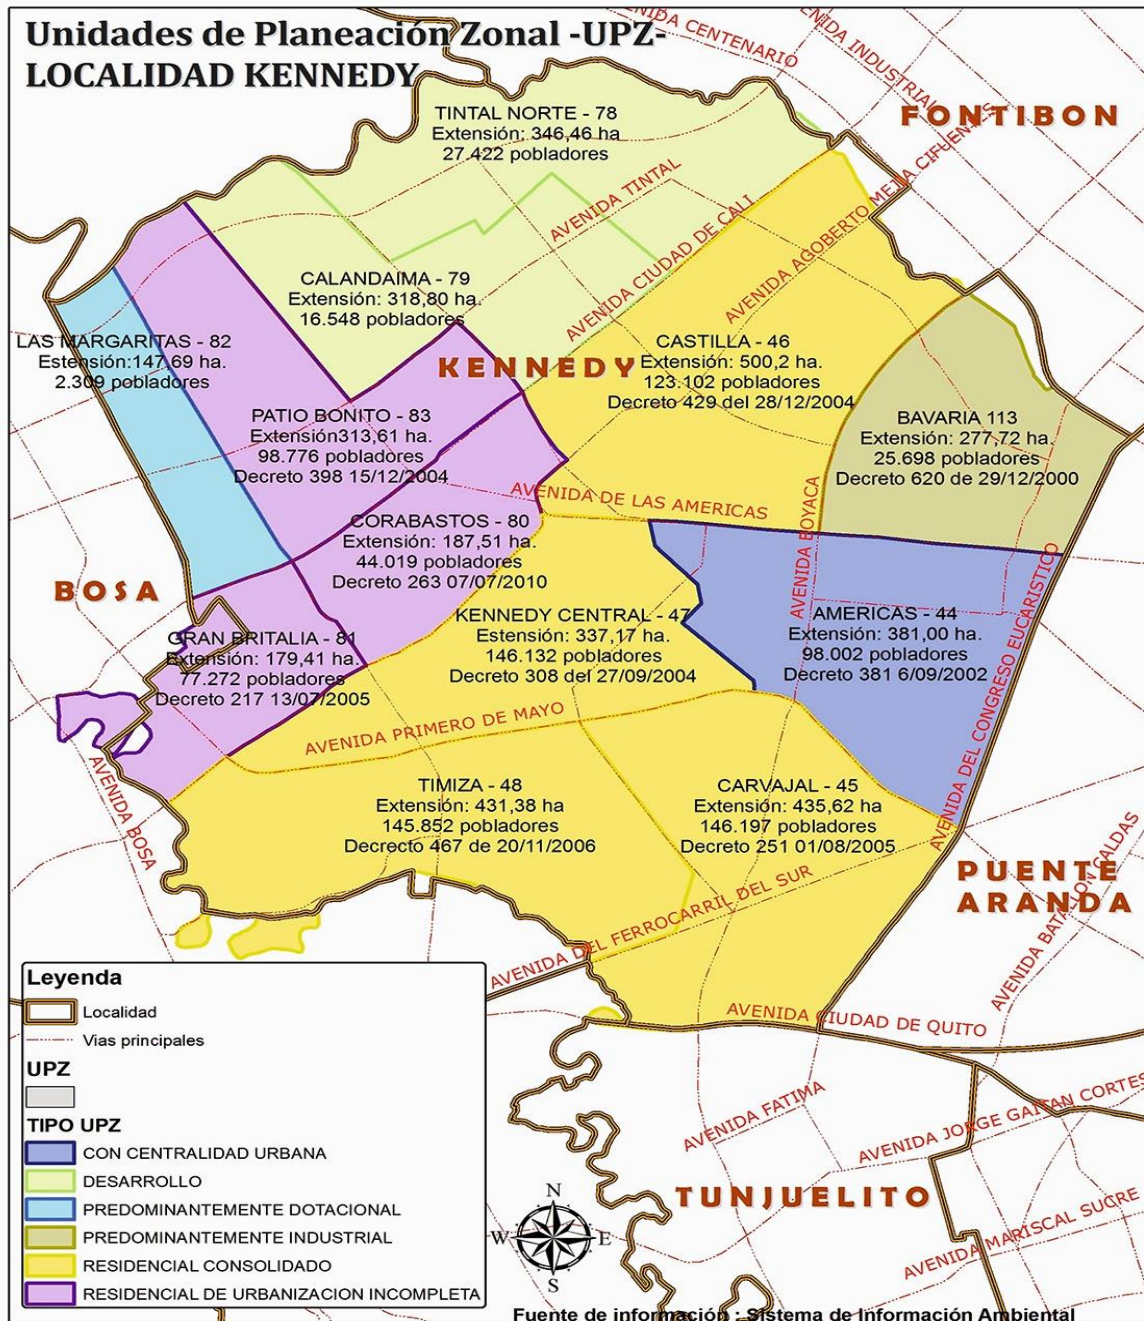 Unidades de Planeación Zonal -UPZ-
LOCALIDAD KENNEDY
AVENIDA CENTENARIO
AVENIDA INDUSTRIAL
FONTIBON
TINTAL NORTE - 78
Extensión: 346,46 ha
27.422 pobladores
AVENIDA TINTAL
AVENIDA CIUDAD DE CALI
AVENIDA AGOBERTO MEJIA CIFUENTES
CALANDAIMA - 79
Extensión: 318,80 ha.
16.548 pobladores
LAS MARGARITAS - 82
Estensión:147,69 ha.
2.309 pobladores
KENNEDY
CASTILLA - 46
Extensión: 500,2 ha.
123.102 pobladores
Decreto 429 del 28/12/2004
PATIO BONITO - 83
Extensión313,61 ha.
98.776 pobladores
Decreto 398 15/12/2004
BAVARIA 113
Extensión: 277,72 ha.
25.698 pobladores
Decreto 620 de 29/12/2000
AVENIDA DE LAS AMERICAS
AVENIDA BOYACA
CORABASTOS - 80
Extensión: 187,51 ha.
44.019 pobladores
Decreto 263 07/07/2010
BOSA
KENNEDY CENTRAL - 47
Estensión: 337,17 ha.
146.132 pobladores
Decreto 308 del 27/09/2004
AMERICAS - 44
Extensión: 381,00 ha.
98.002 pobladores
Decreto 381 6/09/2002
AVENIDA DEL CONGRESO EUCARISTICO
GRAN BRITALIA - 81
Extensión: 179,41 ha.
77.272 pobladores
Decreto 217 13/07/2005
AVENIDA PRIMERO DE MAYO
AVENIDA BOSA
TIMIZA - 48
Extensión: 431,38 ha
145.852 pobladores
Decrecto 467 de 20/11/2006
CARVAJAL - 45
Extensión: 435,62 ha
146.197 pobladores
Decreto 251 01/08/2005
PUENTE
ARANDA
AVENIDA BATALLON CALDAS
AVENIDA DEL FERROCARRIL DEL SUR
AVENIDA CIUDAD DE QUITO
AVENIDA FATIMA
AVENIDA JORGE GAITAN CORTES
TUNJUELITO
AVENIDA MARISCAL SUCRE
Leyenda
Localidad
Vias principales
UPZ
TIPO UPZ
CON CENTRALIDAD URBANA
DESARROLLO
PREDOMINANTEMENTE DOTACIONAL
PREDOMINANTEMENTE INDUSTRIAL
RESIDENCIAL CONSOLIDADO
RESIDENCIAL DE URBANIZACION INCOMPLETA
N
W
E
S
Fuente de información : Sistema de Información Ambiental